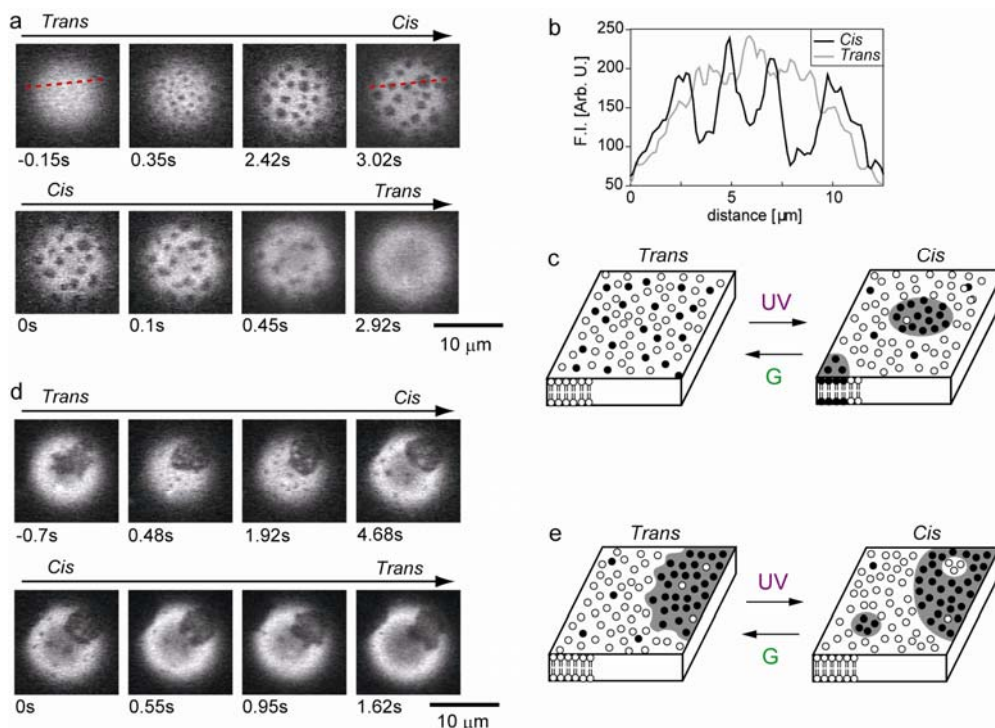 a
Trans Cis
-0.15s 0.35s 2.42s 3.02s
Cis Trans
0s 0.1s 0.45s 2.92s
10 μm
b
250
200
150
100
50
F.I. [Arb. U.]
Cis
Trans
0 5 10
distance [μm]
c
Trans Cis
UV
G
d
Trans Cis
-0.7s 0.48s 1.92s 4.68s
Cis Trans
0s 0.55s 0.95s 1.62s
10 μm
e
Trans Cis
UV
G